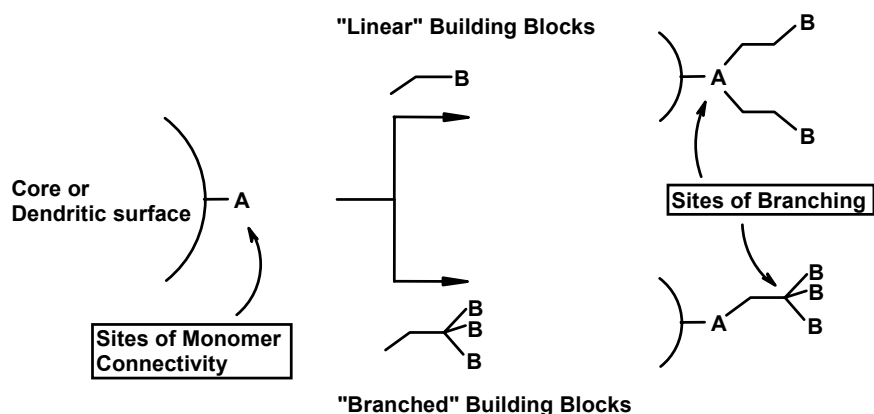 "Linear" Building Blocks
B
B
A
B
Core or
Dendritic surface
A
Sites of Branching
Sites of Monomer
Connectivity
B
B
B
A
B
B
B
"Branched" Building Blocks